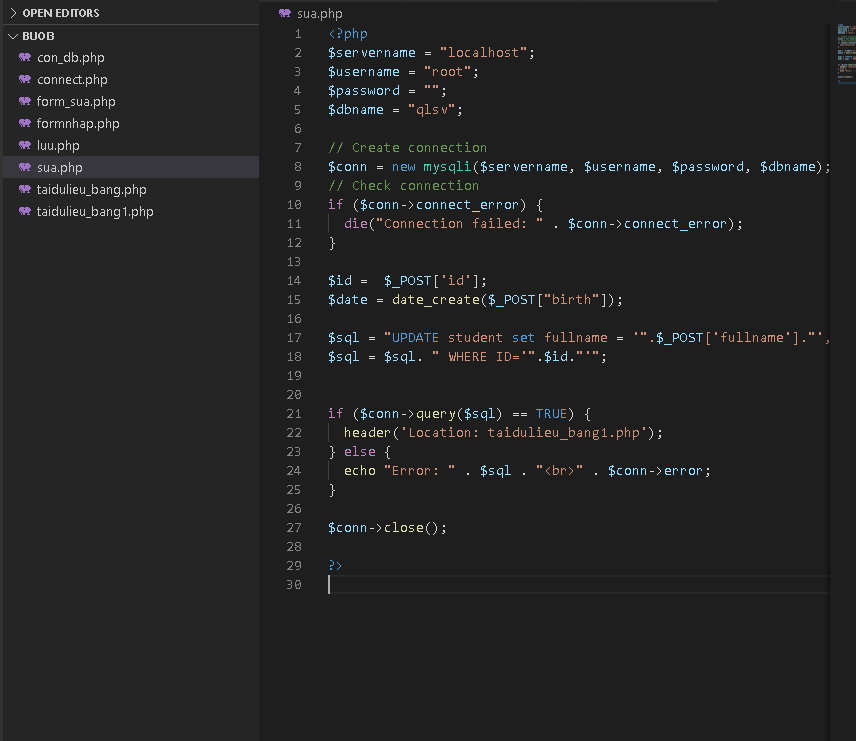 OPEN EDITORS
BUOB
con_db.php
connect.php
form_sua.php
formnhap.php
luu.php
sua.php
taidulieu_bang.php
taidulieu_bang1.php
sua.php
1 <?php
2 $servername = "localhost";
3 $username = "root";
4 $password = "";
5 $dbname = "qlsv";
6
7 // Create connection
8 $conn = new mysqli($servername, $username, $password, $dbname);
9 // Check connection
10 if ($conn->connect_error) {
11 die("Connection failed: " . $conn->connect_error);
12 }
13
14 $id =  $_POST['id'];
15 $date = date_create($_POST["birth"]);
16
17 $sql = "UPDATE student set fullname = '".$_POST['fullname']."',
18 $sql = $sql. " WHERE ID='".$id."'";
19
20
21 if ($conn->query($sql) == TRUE) {
22 header('Location: taidulieu_bang1.php');
23 } else {
24 echo "Error: " . $sql . "<br>" . $conn->error;
25 }
26
27 $conn->close();
28
29 ?>
30